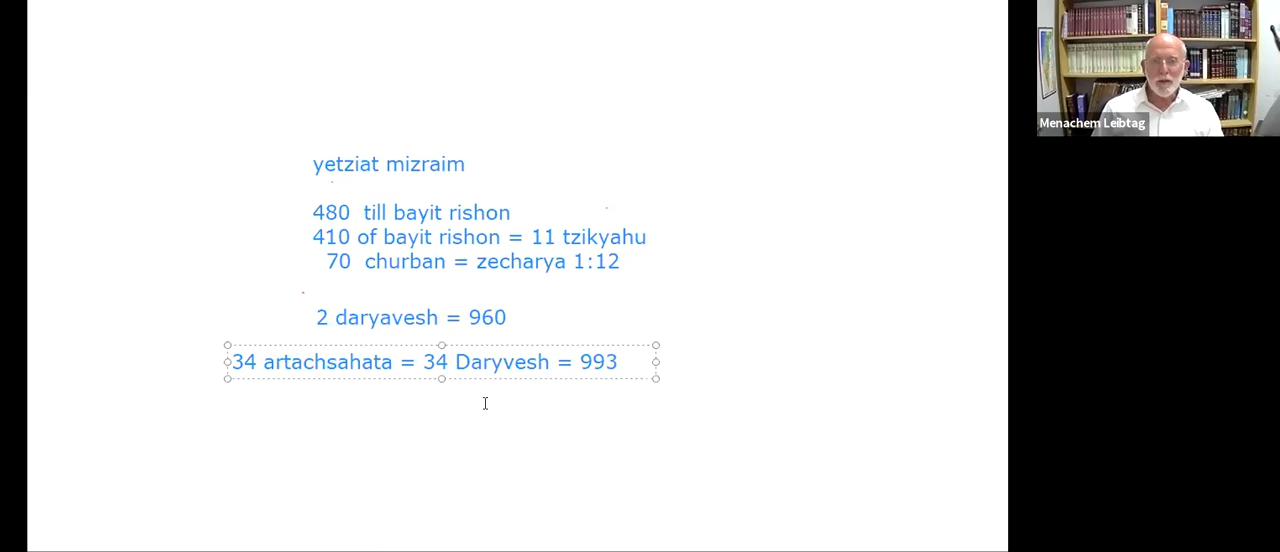 yetziat mizraim
480 till bayit rishon
410 of bayit rishon = 11 tzikyahu
70 churban = zecharya 1:12
2 daryavesh = 960
34 artachsahata = 34 Daryvesh = 993
Menachem Leibtag